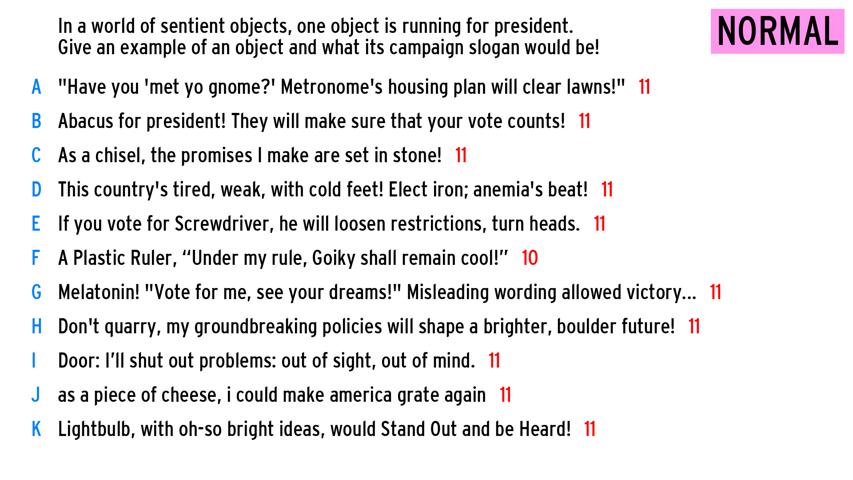 In a world of sentient objects, one object is running for president.
Give an example of an object and what its campaign slogan would be!
NORMAL
A "Have you 'met yo gnome?' Metronome's housing plan will clear lawns!" 11
B Abacus for president! They will make sure that your vote counts! 11
C As a chisel, the promises I make are set in stone! 11
D This country's tired, weak, with cold feet! Elect iron; anemia's beat! 11
E If you vote for Screwdriver, he will loosen restrictions, turn heads. 11
F A Plastic Ruler, “Under my rule, Goiky shall remain cool!” 10
G Melatonin! "Vote for me, see your dreams!" Misleading wording allowed victory... 11
H Don't quarry, my groundbreaking policies will shape a brighter, boulder future! 11
I Door: I’ll shut out problems: out of sight, out of mind. 11
J as a piece of cheese, i could make america grate again 11
K Lightbulb, with oh-so bright ideas, would Stand Out and be Heard! 11